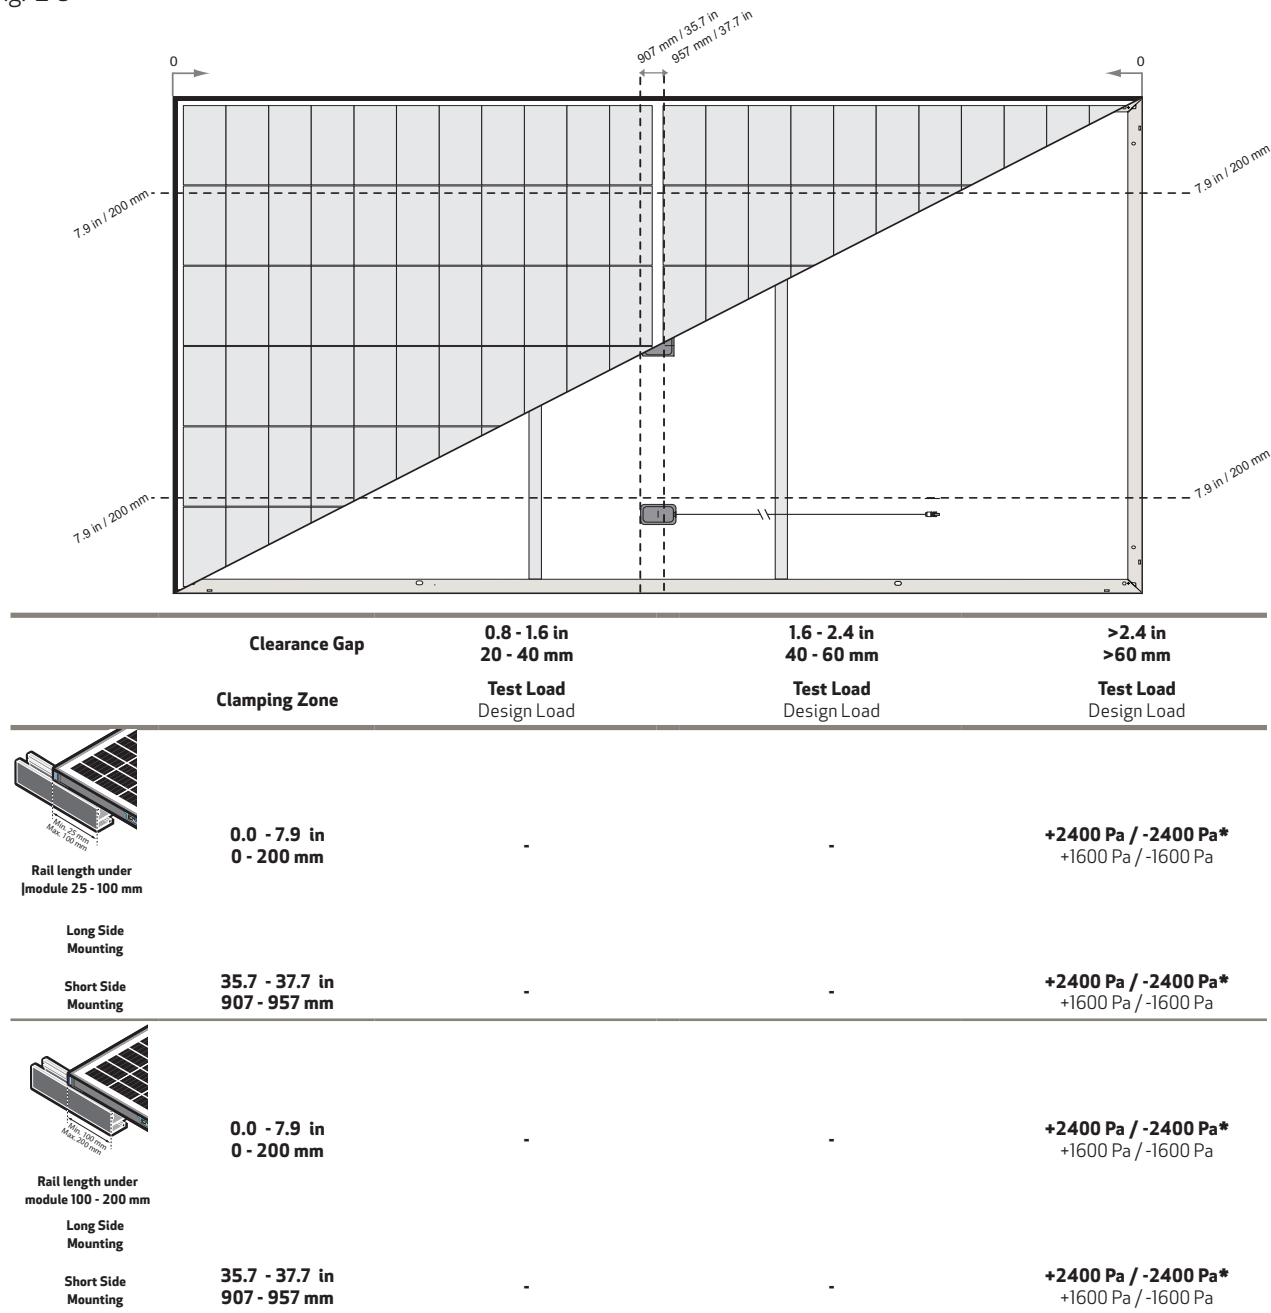 907 mm / 35.7 in
957 mm / 37.7 in
0
0
7.9 in / 200 mm
7.9 in / 200 mm
7.9 in / 200 mm
7.9 in / 200 mm
Clearance Gap
0.8 - 1.6 in
20 - 40 mm
1.6 - 2.4 in
40 - 60 mm
>2.4 in
>60 mm
Clamping Zone
Test Load
Design Load
Test Load
Design Load
Test Load
Design Load
Min. 25 mm
Max. 100 mm
Rail length under
|module 25 - 100 mm
0.0 - 7.9 in
0 - 200 mm
-
-
+2400 Pa / -2400 Pa*
+1600 Pa / -1600 Pa
Long Side
Mounting
Short Side
Mounting
35.7 - 37.7 in
907 - 957 mm
-
-
+2400 Pa / -2400 Pa*
+1600 Pa / -1600 Pa
Min. 100 mm
Max. 200 mm
Rail length under
module 100 - 200 mm
0.0 - 7.9 in
0 - 200 mm
-
-
+2400 Pa / -2400 Pa*
+1600 Pa / -1600 Pa
Long Side
Mounting
Short Side
Mounting
35.7 - 37.7 in
907 - 957 mm
-
-
+2400 Pa / -2400 Pa*
+1600 Pa / -1600 Pa